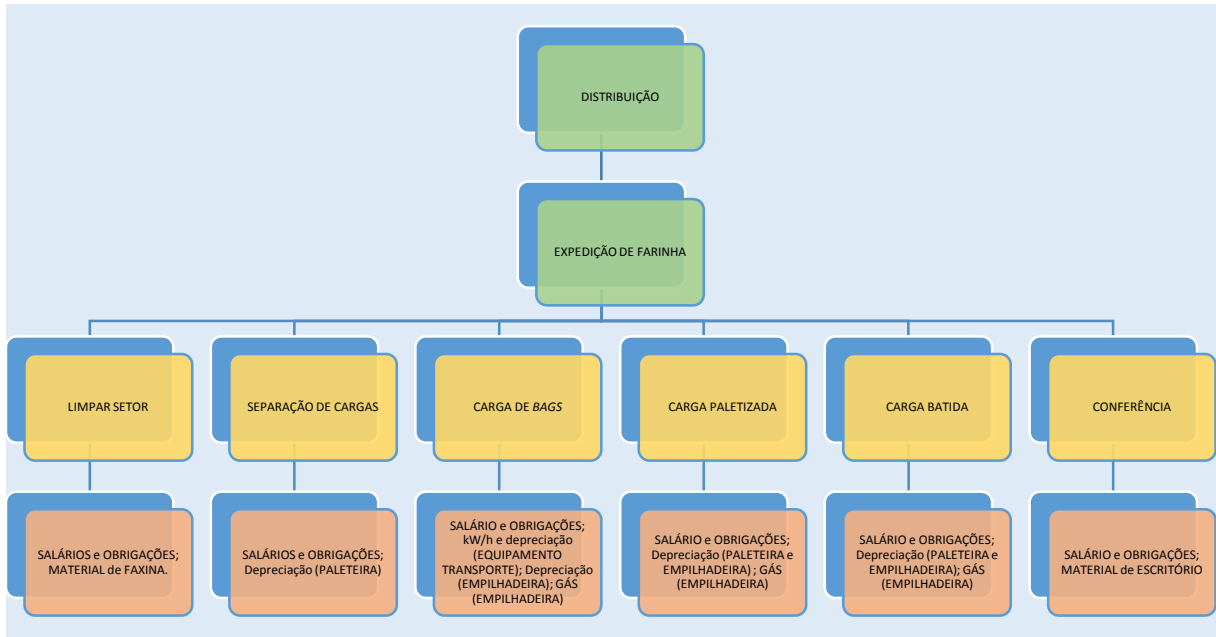 DISTRIBUIÇÃO
EXPEDIÇÃO DE FARINHA
LIMPAR SETOR
SEPARAÇÃO DE CARGAS
CARGA DE BAGS
CARGA PALETIZADA
CARGA BATIDA
CONFERÊNCIA
SALÁRIOS e OBRIGAÇÕES;
MATERIAL de FAXINA.
SALÁRIOS e OBRIGAÇÕES;
Depreciação (PALETEIRA)
SALÁRIO e OBRIGAÇÕES;
kW/h e depreciação
(EQUIPAMENTO
TRANSPORTE); Depreciação
(EMPILHADEIRA); GÁS
(EMPILHADEIRA)
SALÁRIO e OBRIGAÇÕES;
Depreciação (PALETEIRA e
EMPILHADEIRA) ; GÁS
(EMPILHADEIRA)
SALÁRIO e OBRIGAÇÕES;
Depreciação (PALETEIRA e
EMPILHADEIRA); GÁS
(EMPILHADEIRA)
SALÁRIO e OBRIGAÇÕES;
MATERIAL de ESCRITÓRIO